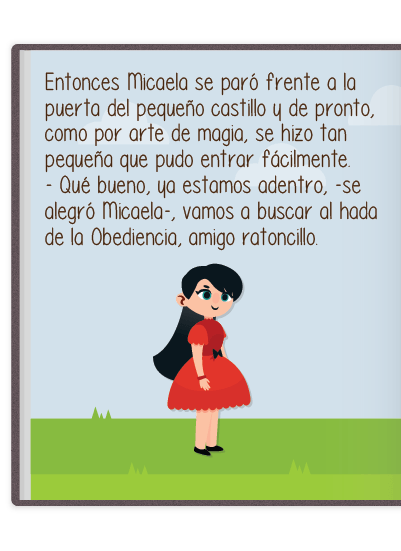 Entonces Micaela se paró frente a la
puerta del pequeño castillo y de pronto,
como por arte de magia, se hizo tan
pequeña que pudo entrar fácilmente.
- Qué bueno, ya estamos adentro, -se
alegró Micaela-, vamos a buscar al hada
de la Obediencia, amigo ratoncillo.